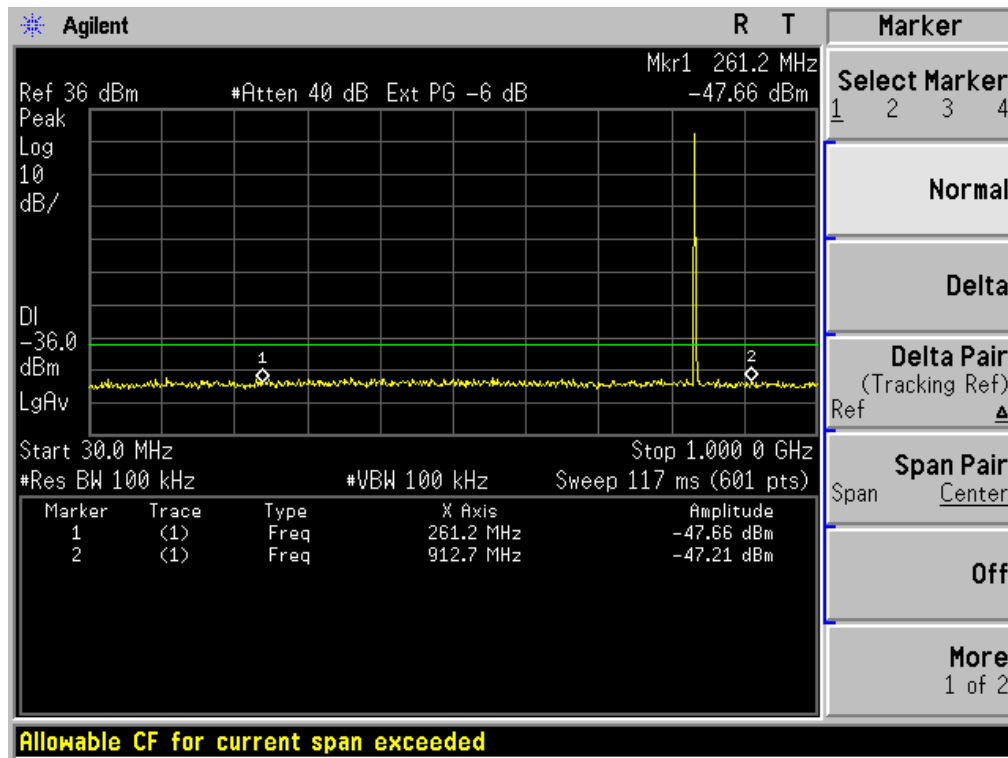 Agilent R T
Mkr1 261.2 MHz
Ref 36 dBm #Atten 40 dB Ext PG -6 dB -47.66 dBm
Peak
Log
10
dB/
DI
-36.0
dBm
LgAv
1
2
Start 30.0 MHz Stop 1.000 0 GHz
#Res BW 100 kHz #VBW 100 kHz Sweep 117 ms (601 pts)
Marker Trace Type X Axis Amplitude
1 (1) Freq 261.2 MHz -47.66 dBm
2 (1) Freq 912.7 MHz -47.21 dBm
Allowable CF for current span exceeded
Marker
Select Marker
1 2 3 4
Normal
Delta
Delta Pair
(Tracking Ref)
Ref Δ
Span Pair
Span Center
Off
More
1 of 2